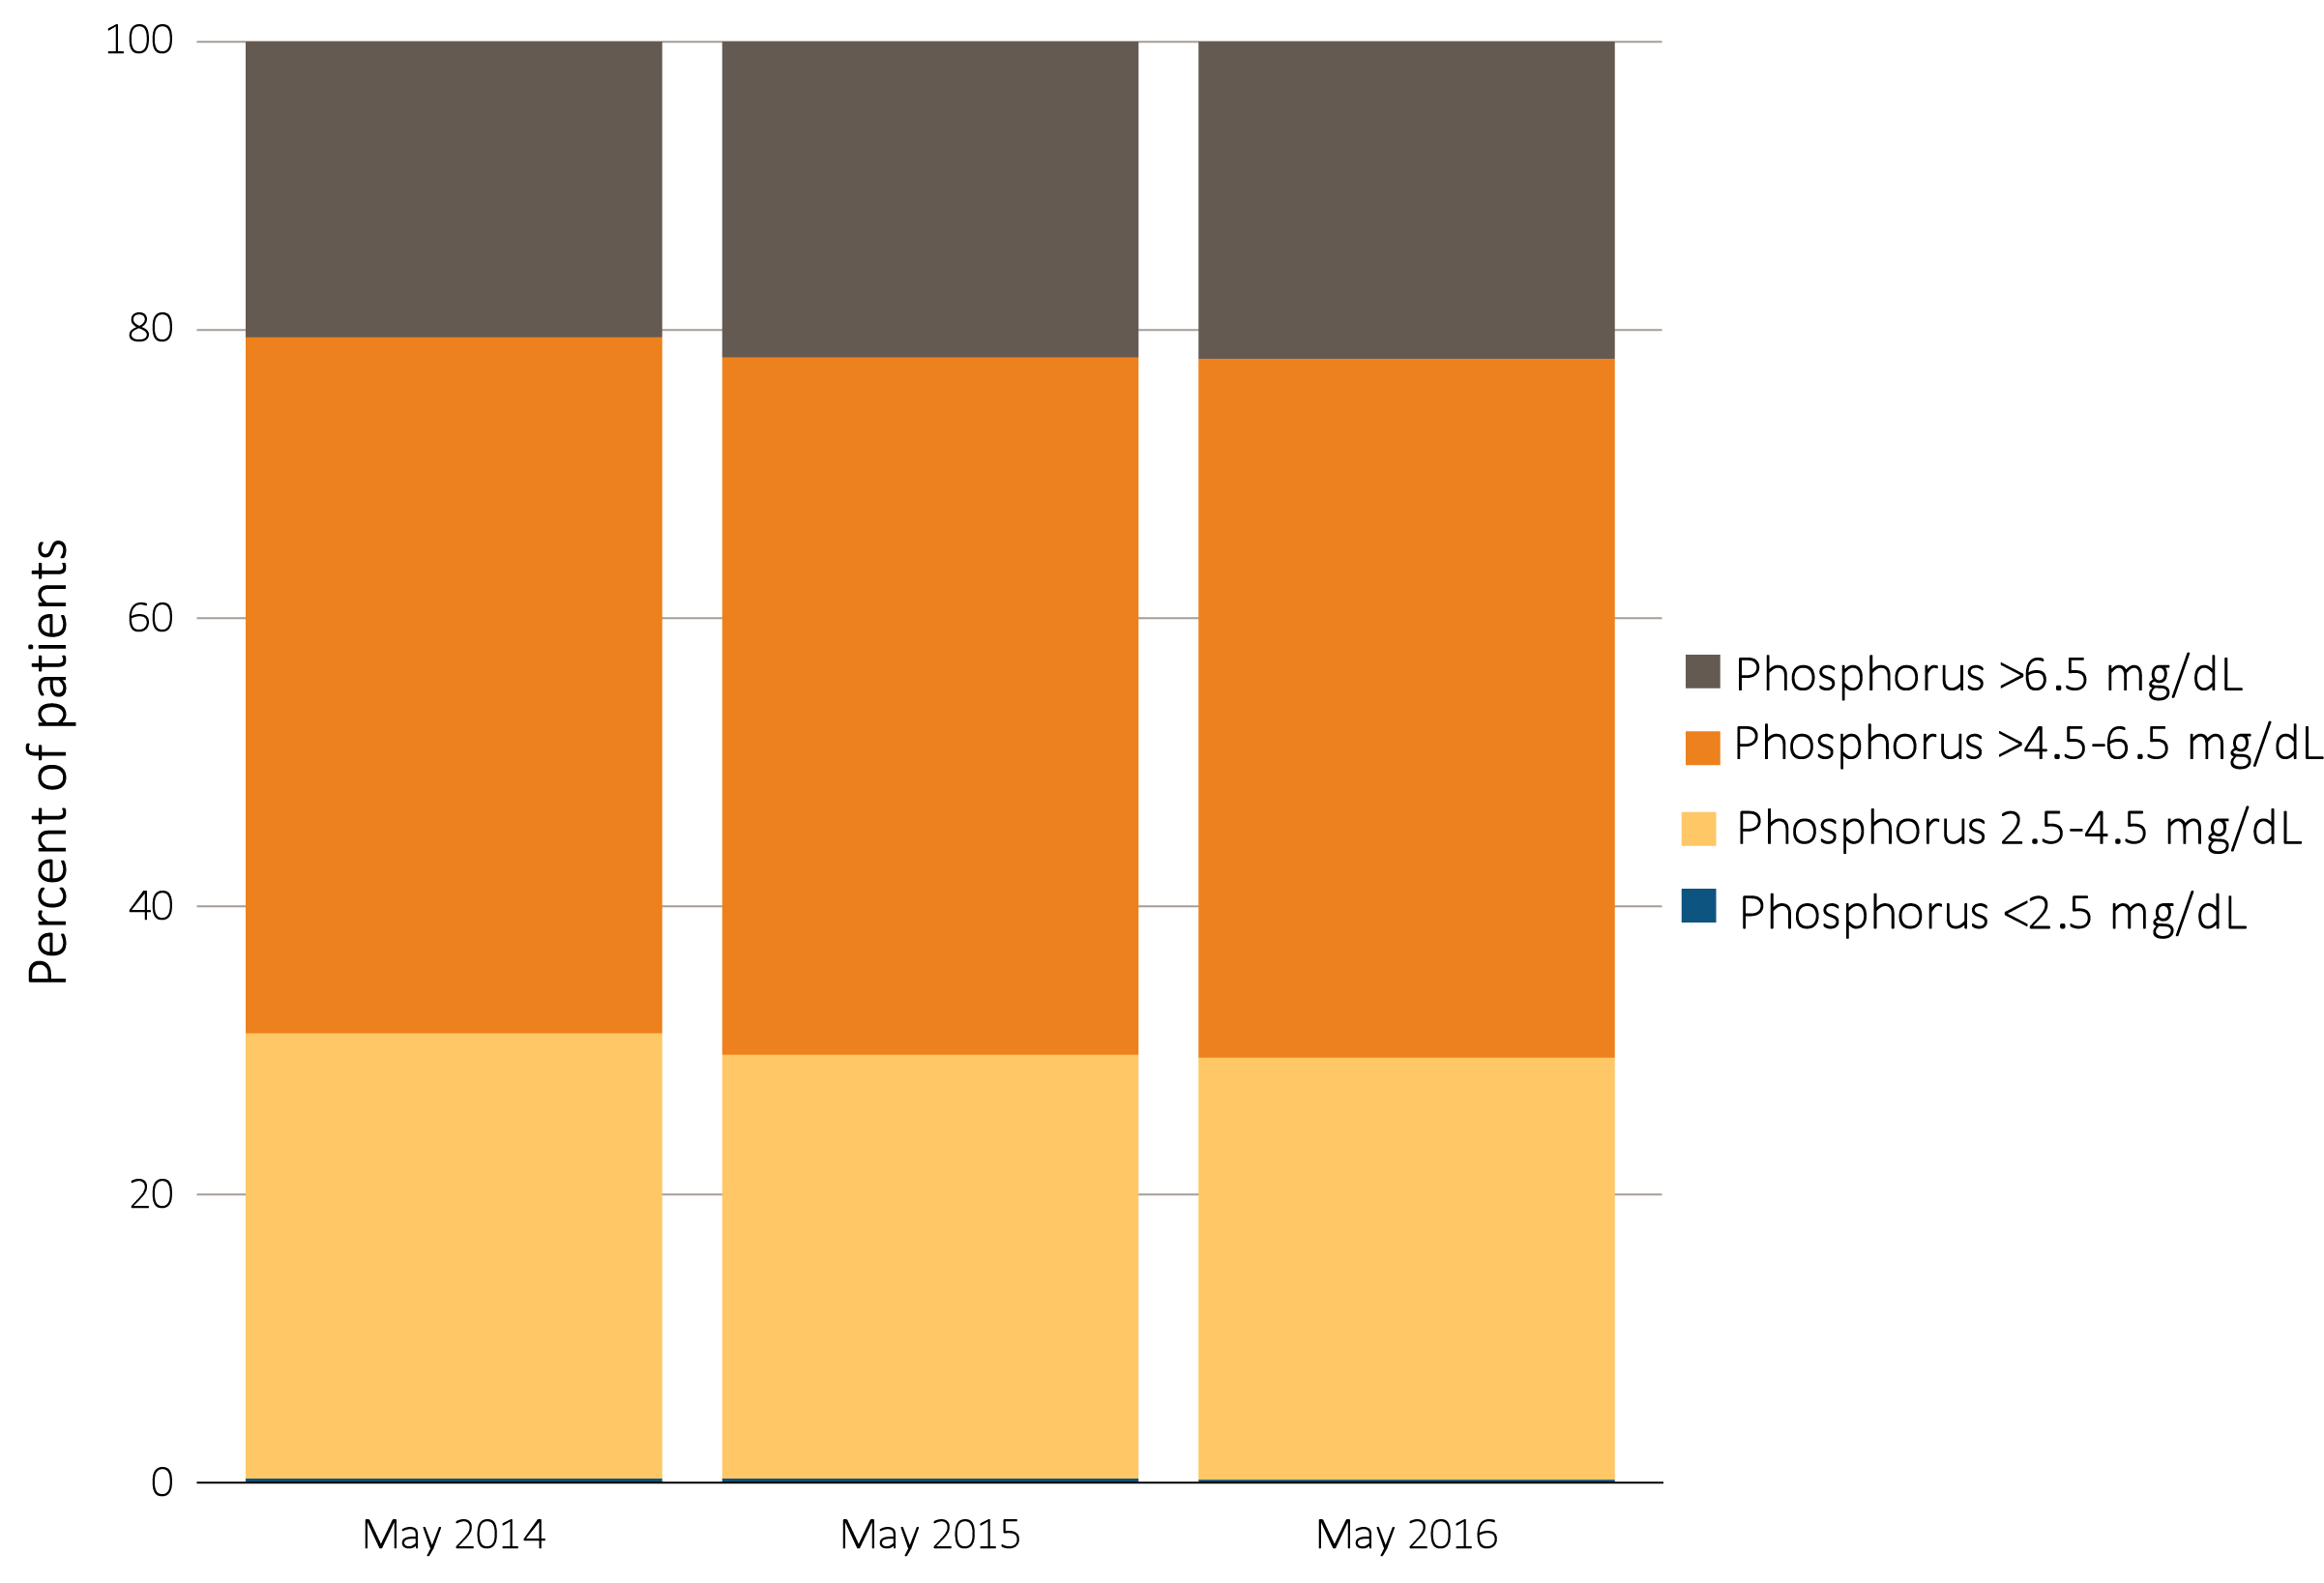 Percent of patients
100
80
60
40
20
0
May 2014
May 2015
May 2016
Phosphorus >6.5 mg/dL
Phosphorus >4.5-6.5 mg/dL
Phosphorus 2.5-4.5 mg/dL
Phosphorus <2.5 mg/dL